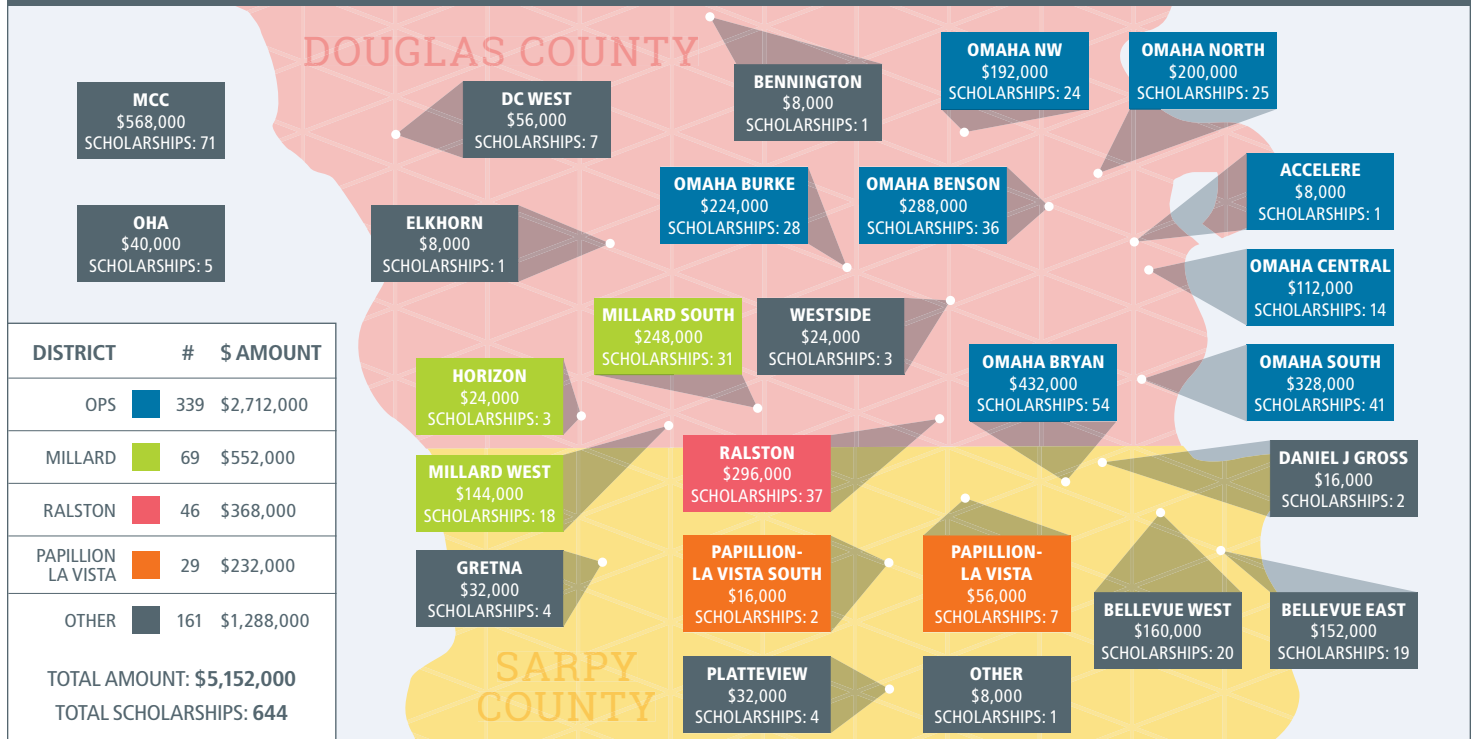 DOUGLAS COUNTY
MCC
$568,000
SCHOLARSHIPS: 71
DC WEST
$56,000
SCHOLARSHIPS: 7
BENNINGTON
$8,000
SCHOLARSHIPS: 1
OMAHA NW
$192,000
SCHOLARSHIPS: 24
OMAHA NORTH
$200,000
SCHOLARSHIPS: 25
OHA
$40,000
SCHOLARSHIPS: 5
ELKHORN
$8,000
SCHOLARSHIPS: 1
OMAHA BURKE
$224,000
SCHOLARSHIPS: 28
OMAHA BENSON
$288,000
SCHOLARSHIPS: 36
ACCELERE
$8,000
SCHOLARSHIPS: 1
OMAHA CENTRAL
$112,000
SCHOLARSHIPS: 14
MILLARD SOUTH
$248,000
SCHOLARSHIPS: 31
WESTSIDE
$24,000
SCHOLARSHIPS: 3
OMAHA BRYAN
$432,000
SCHOLARSHIPS: 54
OMAHA SOUTH
$328,000
SCHOLARSHIPS: 41
HORIZON
$24,000
SCHOLARSHIPS: 3
MILLARD WEST
$144,000
SCHOLARSHIPS: 18
RALSTON
$296,000
SCHOLARSHIPS: 37
DANIEL J GROSS
$16,000
SCHOLARSHIPS: 2
GRETNA
$32,000
SCHOLARSHIPS: 4
PAPILLION-
LA VISTA SOUTH
$16,000
SCHOLARSHIPS: 2
PAPILLION-
LA VISTA
$56,000
SCHOLARSHIPS: 7
BELLEVUE WEST
$160,000
SCHOLARSHIPS: 20
BELLEVUE EAST
$152,000
SCHOLARSHIPS: 19
SARPY
COUNTY
PLATTEVIEW
$32,000
SCHOLARSHIPS: 4
OTHER
$8,000
SCHOLARSHIPS: 1
DISTRICT # $ AMOUNT
OPS 339 $2,712,000
MILLARD 69 $552,000
RALSTON 46 $368,000
PAPILLION
LA VISTA 29 $232,000
OTHER 161 $1,288,000
TOTAL AMOUNT: $5,152,000
TOTAL SCHOLARSHIPS: 644